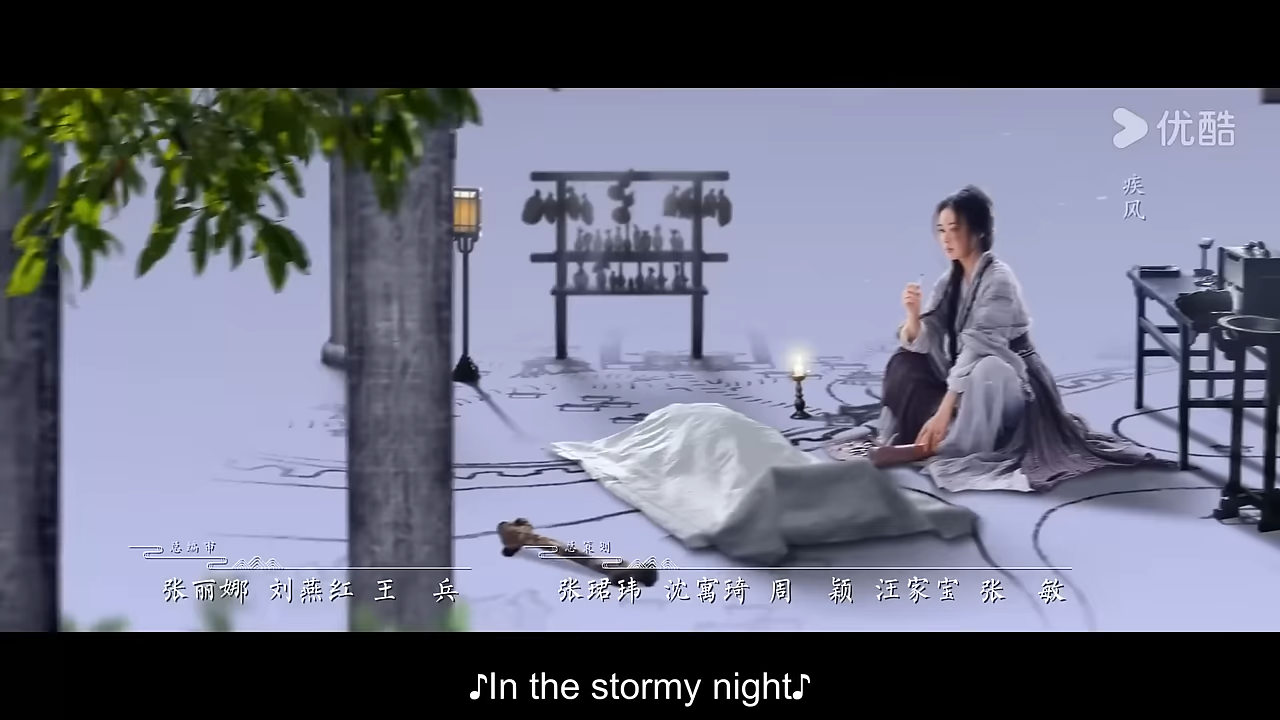 优酷
疾风
总编审
张丽娜 刘燕红 王 兵
总策划
张珺玮 沈寓琦 周 颖 汪家宝 张 敏
♪In the stormy night♪